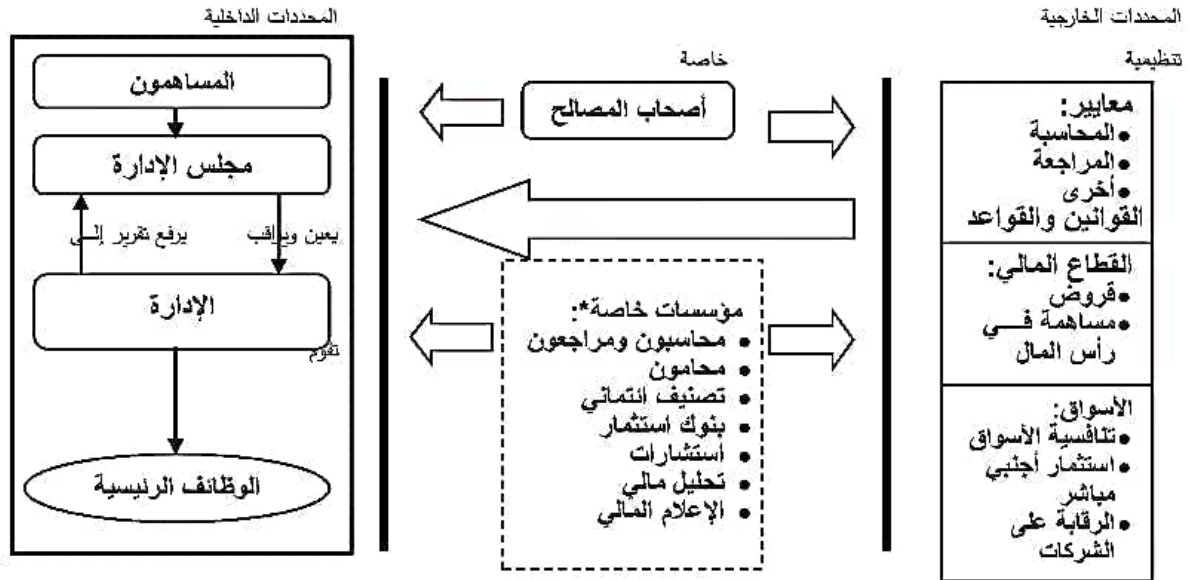 المحددات الخارجية
المحددات الداخلية
تنظيمية
خاصة
معايير:
•المحاسبة
•المراجعة
•أخرى
القوانين والقواعد
القطاع المالي:
•قروض
•مساهمة فـــي
رأس المال
الأسواق:
•تنافسية الأسواق
•استثمار أجنبي
مباشر
•الرقابة على
الشركات
أصحاب المصالح
مؤسسات خاصة*:
• محاسبون ومراجعون
• محامون
• تصنيف ائتماني
• بنوك استثمار
• استشارات
• تحليل مالي
• الإعلام المالي
المساهمون
مجلس الإدارة
يعين ويراقب
يرفع تقرير إلــى
الإدارة
تقوم
الوظائف الرئيسية